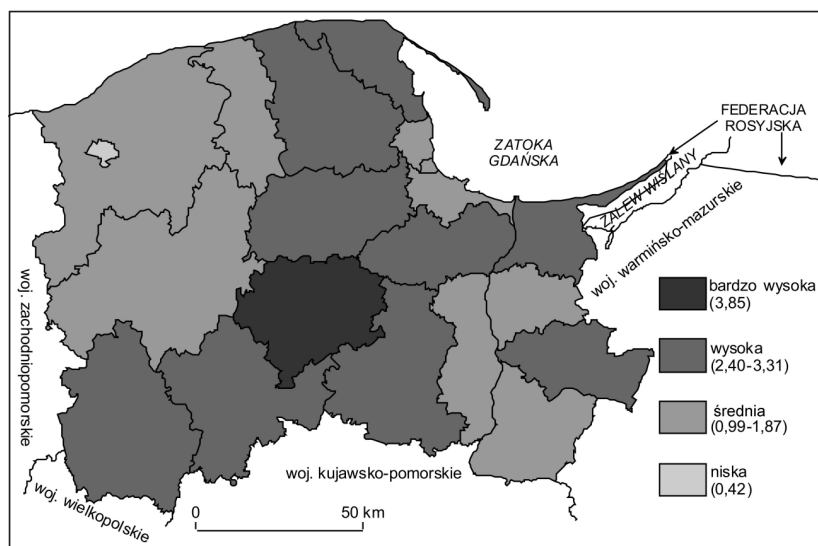 FEDERACJA
ROSYJSKA
ZATOKA
GDAŃSKA
ZALEW WIŚLANY
woj. warmińsko-mazurskie
woj. zachodniopomorskie
bardzo wysoka
(3,85)
wysoka
(2,40-3,31)
średnia
(0,99-1,87)
niska
(0,42)
woj. kujawsko-pomorskie
woj. wielkopolskie
0 50 km